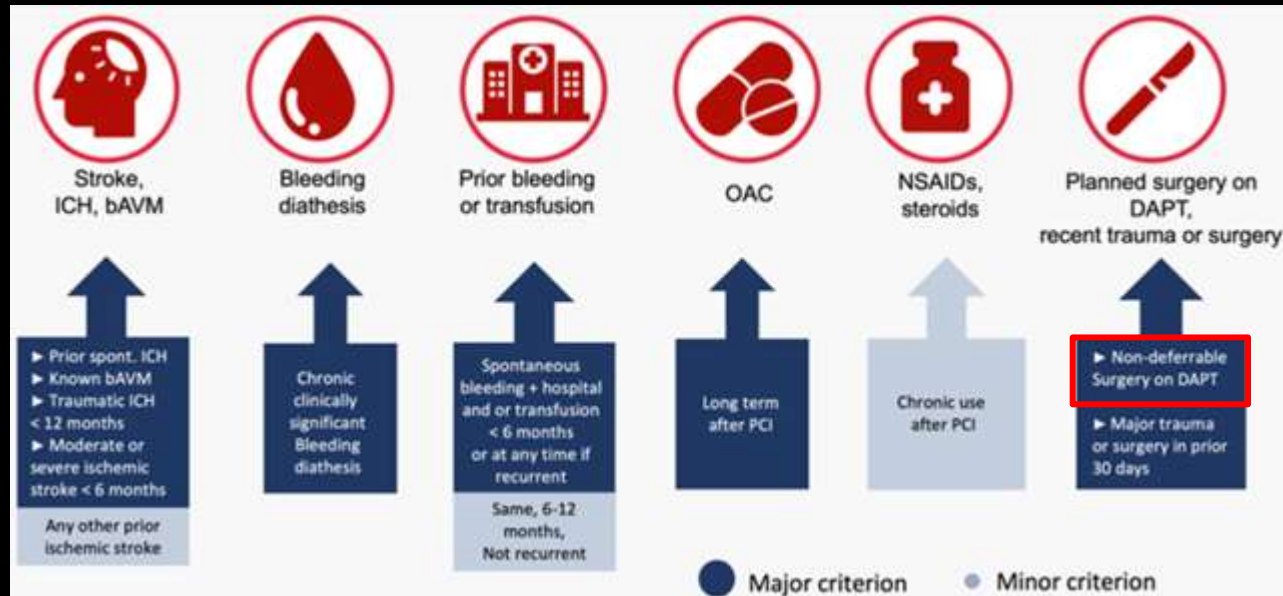 Stroke,
ICH, bAVM
Bleeding
diathesis
Prior bleeding
or transfusion
OAC
NSAIDs,
steroids
Planned surgery on
DAPT,
recent trauma or surgery
► Prior spont. ICH
► Known bAVM
► Traumatic ICH
< 12 months
► Moderate or
severe ischemic
stroke < 6 months
Any other prior
ischemic stroke
Chronic
clinically
significant
Bleeding
diathesis
Spontaneous
bleeding + hospital
and or transfusion
< 6 months
or at any time if
recurrent
Same, 6-12
months,
Not recurrent
Long term
after PCI
Chronic use
after PCI
► Non-deferrable
Surgery on DAPT
► Major trauma
or surgery in prior
30 days
Major criterion
Minor criterion